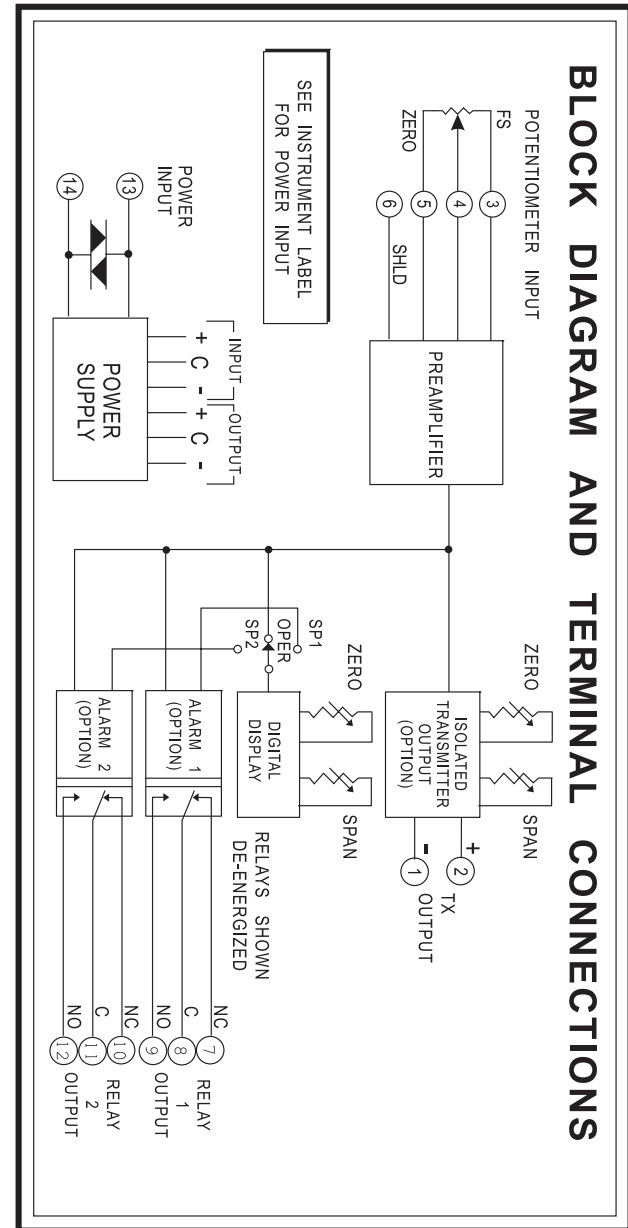 BLOCK DIAGRAM AND TERMINAL CONNECTIONS
POTENTIOMETER INPUT
FS
ZERO
3
4
5
6
SHLD
PREAMPLIFIER
SEE INSTRUMENT LABEL
FOR POWER INPUT
POWER
INPUT
13
14
POWER
SUPPLY
INPUT
+ C -
OUTPUT
+ C -
ZERO
SPAN
ISOLATED
TRANSMITTER
OUTPUT
(OPTION)
+
-
2
1
TX
OUTPUT
ZERO
SPAN
SP1
OPER
SP2
DIGITAL
DISPLAY
RELAYS SHOWN
DE-ENERGIZED
ALARM 1
(OPTION)
NC
C
NO
7
8
9
RELAY
1
OUTPUT
ALARM 2
(OPTION)
NC
C
NO
10
11
12
RELAY
2
OUTPUT